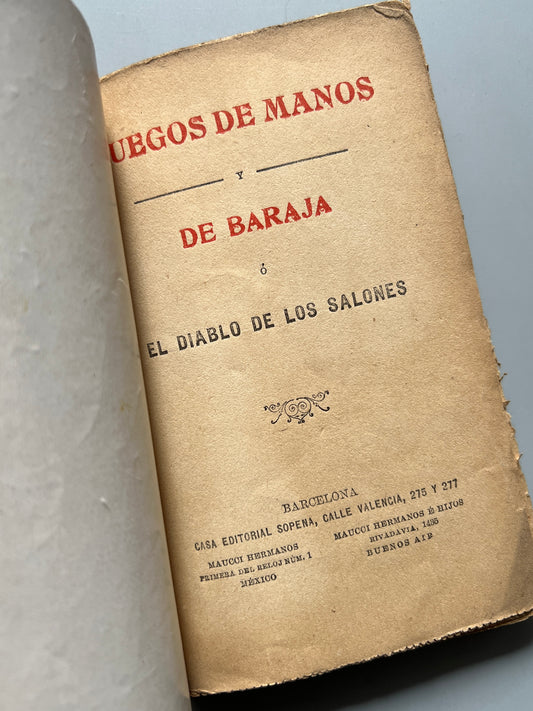 UEGOS DE MANOS
Y
DE BARAJA
Ó
EL DIABLO DE LOS SALONES
BARCELONA
CASA EDITORIAL SOPENA, CALLE VALENCIA, 275 Y 277
MAUCCI HERMANOS
PRIMERA DEL RELOJ NÚM. 1
MÉXICO
MAUCCI HERMANOS É HIJOS
RIVADAVIA, 1435
BUENOS AIR